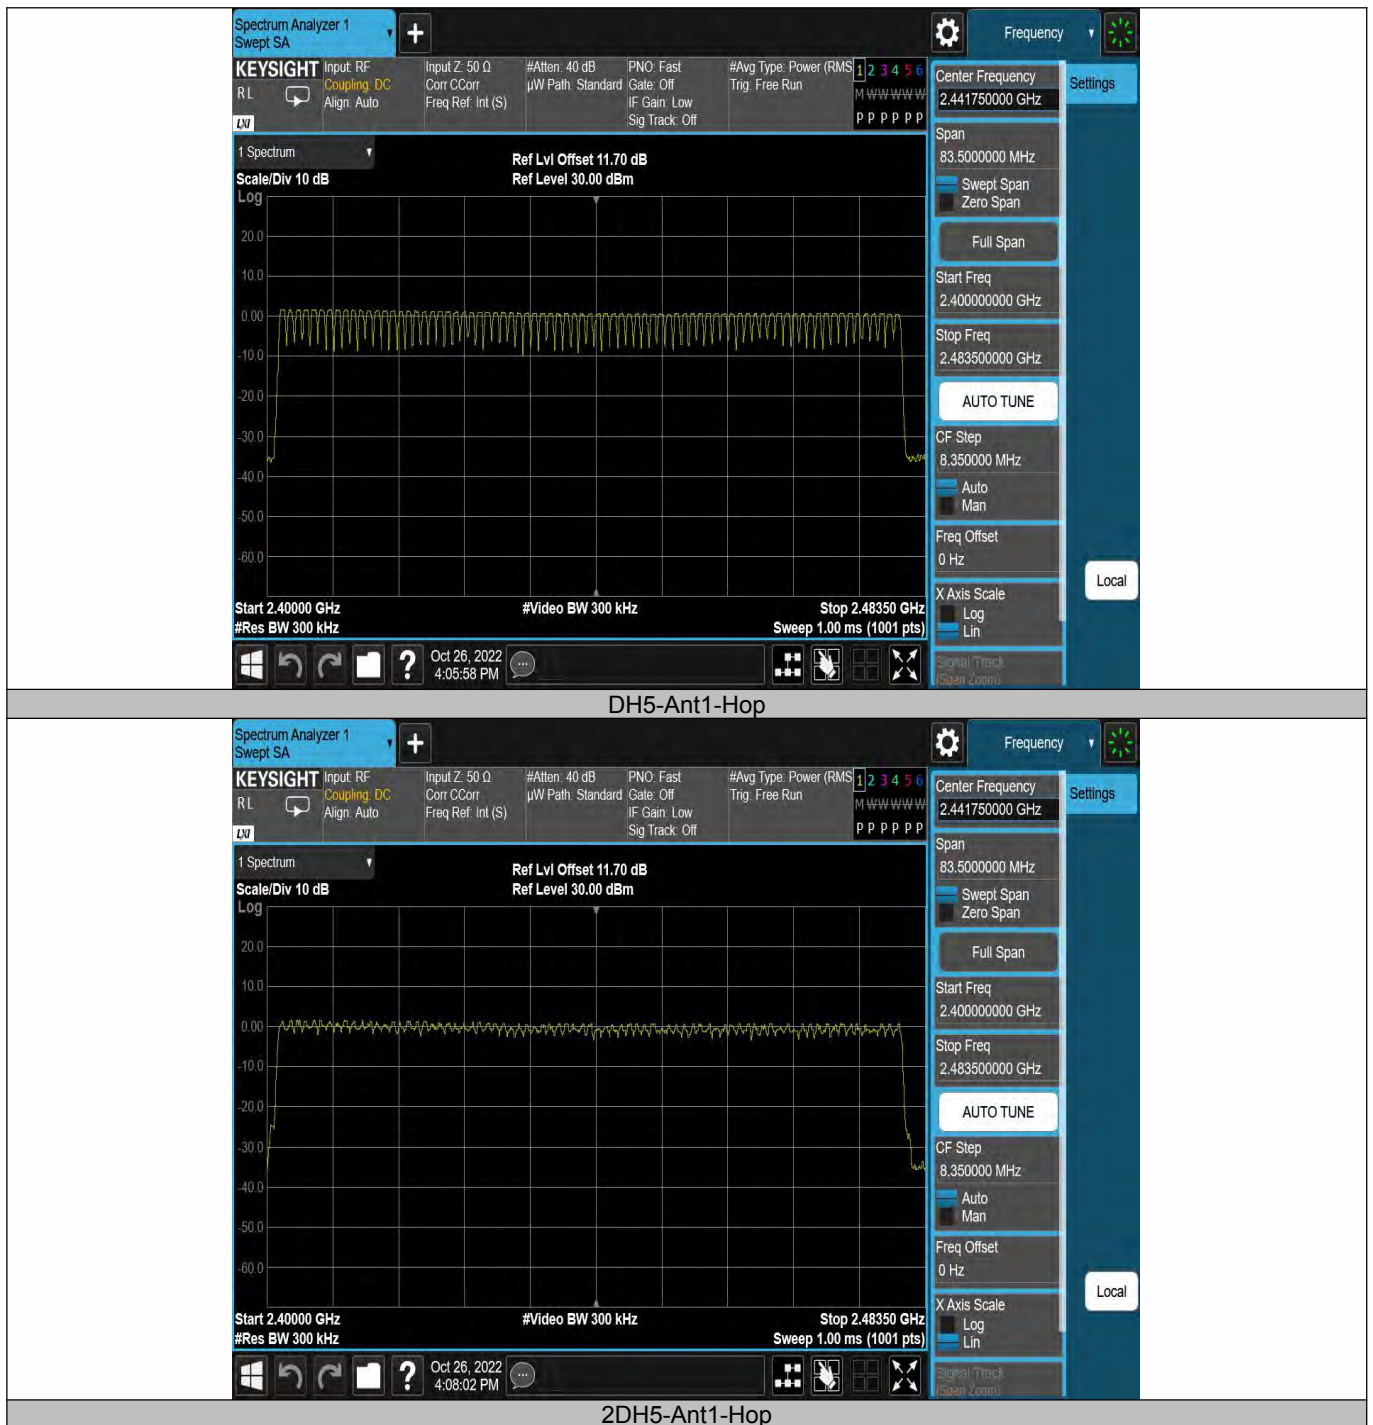 Spectrum Analyzer 1
Swept SA
Frequency
KEYSIGHT
RL
LXI
Input: RF
Coupling: DC
Align: Auto
Input Z: 50 Ω
Corr CCorr
Freq Ref: Int (S)
#Atten: 40 dB
µW Path: Standard
PNO: Fast
Gate: Off
IF Gain: Low
Sig Track: Off
#Avg Type: Power (RMS
Trig: Free Run
1 2 3 4 5 6
M W W W W W
P P P P P P
Center Frequency
2.441750000 GHz
Settings
Span
83.5000000 MHz
Swept Span
Zero Span
Full Span
Start Freq
2.400000000 GHz
Stop Freq
2.483500000 GHz
AUTO TUNE
CF Step
8.350000 MHz
Auto
Man
Freq Offset
0 Hz
X Axis Scale
Log
Lin
Signal Track
(Span Zoom)
Local
1 Spectrum
Scale/Div 10 dB
Log
Ref Lvl Offset 11.70 dB
Ref Level 30.00 dBm
20.0
10.0
0.00
-10.0
-20.0
-30.0
-40.0
-50.0
-60.0
Start 2.40000 GHz
#Res BW 300 kHz
#Video BW 300 kHz
Stop 2.48350 GHz
Sweep 1.00 ms (1001 pts)
?
Oct 26, 2022
4:05:58 PM
DH5-Ant1-Hop
Spectrum Analyzer 1
Swept SA
Frequency
KEYSIGHT
RL
LXI
Input: RF
Coupling: DC
Align: Auto
Input Z: 50 Ω
Corr CCorr
Freq Ref: Int (S)
#Atten: 40 dB
µW Path: Standard
PNO: Fast
Gate: Off
IF Gain: Low
Sig Track: Off
#Avg Type: Power (RMS
Trig: Free Run
1 2 3 4 5 6
M W W W W W
P P P P P P
Center Frequency
2.441750000 GHz
Settings
Span
83.5000000 MHz
Swept Span
Zero Span
Full Span
Start Freq
2.400000000 GHz
Stop Freq
2.483500000 GHz
AUTO TUNE
CF Step
8.350000 MHz
Auto
Man
Freq Offset
0 Hz
X Axis Scale
Log
Lin
Signal Track
(Span Zoom)
Local
1 Spectrum
Scale/Div 10 dB
Log
Ref Lvl Offset 11.70 dB
Ref Level 30.00 dBm
20.0
10.0
0.00
-10.0
-20.0
-30.0
-40.0
-50.0
-60.0
Start 2.40000 GHz
#Res BW 300 kHz
#Video BW 300 kHz
Stop 2.48350 GHz
Sweep 1.00 ms (1001 pts)
?
Oct 26, 2022
4:08:02 PM
2DH5-Ant1-Hop